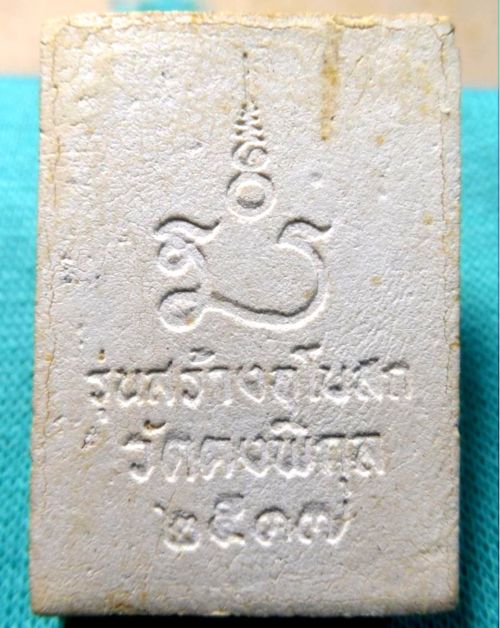 รุ่นสร้างอุโบสถ
วัดดงพิกุล
๒๕๓๗